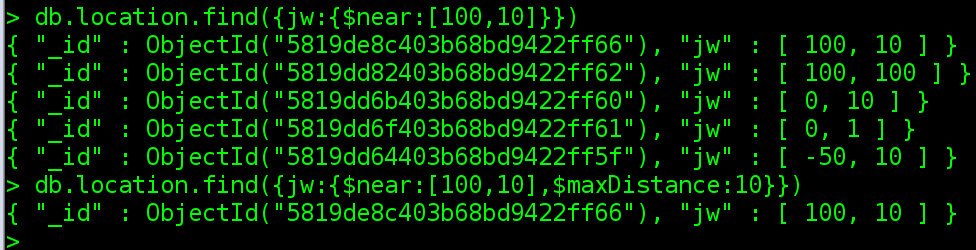 > db.location.find({jw:{$near:[100,10]}})
{ "_id" : ObjectId("5819de8c403b68bd9422ff66"), "jw" : [ 100, 10 ] }
{ "_id" : ObjectId("5819dd82403b68bd9422ff62"), "jw" : [ 100, 100 ] }
{ "_id" : ObjectId("5819dd6b403b68bd9422ff60"), "jw" : [ 0, 10 ] }
{ "_id" : ObjectId("5819dd6f403b68bd9422ff61"), "jw" : [ 0, 1 ] }
{ "_id" : ObjectId("5819dd64403b68bd9422ff5f"), "jw" : [ -50, 10 ] }
> db.location.find({jw:{$near:[100,10],$maxDistance:10}})
{ "_id" : ObjectId("5819de8c403b68bd9422ff66"), "jw" : [ 100, 10 ] }
>